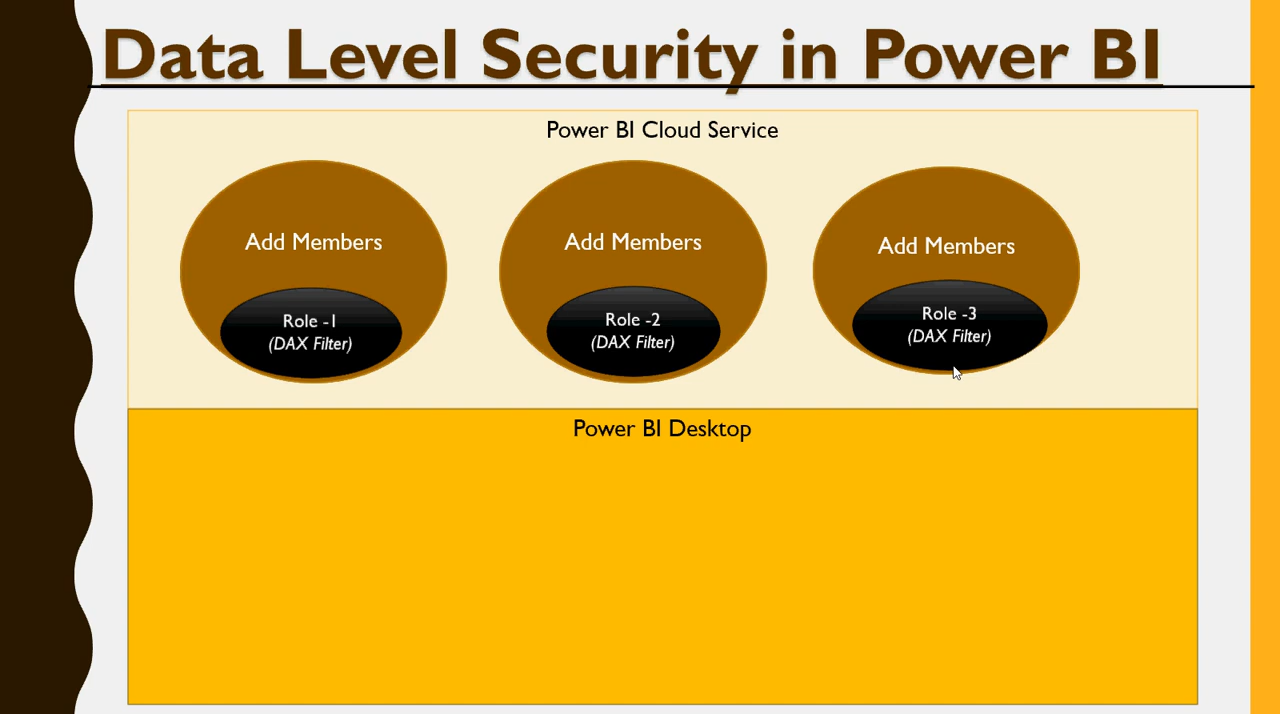 Data Level Security in Power BI
Power BI Cloud Service
Add Members
Role -1
(DAX Filter)
Add Members
Role -2
(DAX Filter)
Add Members
Role -3
(DAX Filter)
Power BI Desktop